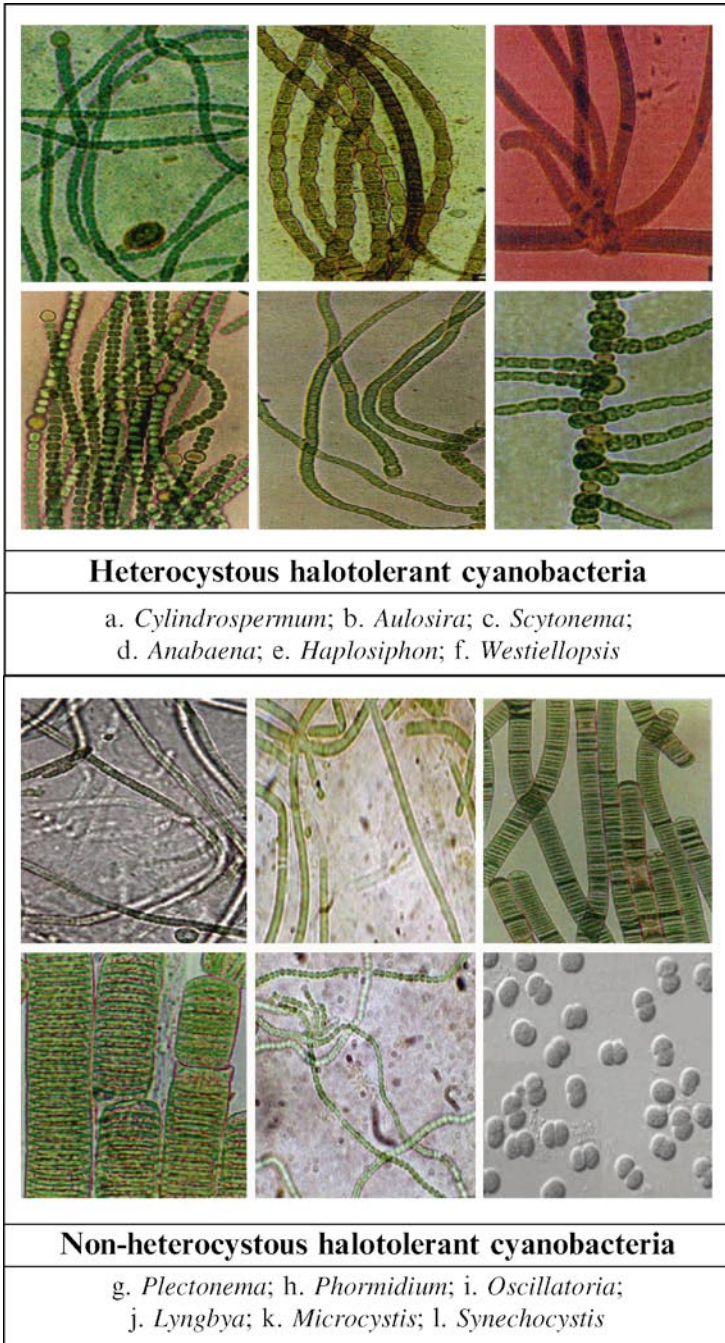 Heterocystous halotolerant cyanobacteria
a. Cylindrospermum; b. Aulosira; c. Scytonema;
d. Anabaena; e. Haplosiphon; f. Westiellopsis
Non-heterocystous halotolerant cyanobacteria
g. Plectonema; h. Phormidium; i. Oscillatoria;
j. Lyngbya; k. Microcystis; l. Synechocystis